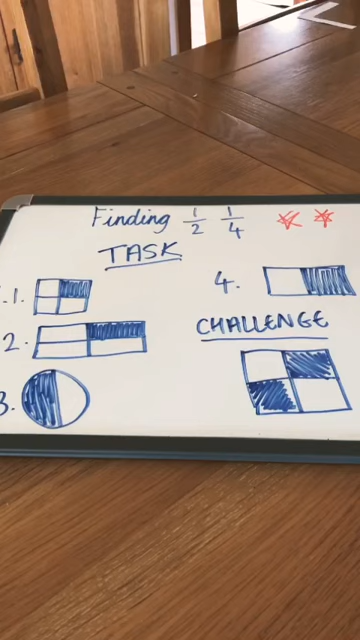 Finding 1/2 1/4
TASK
1.
2.
3.
4.
CHALLENGE